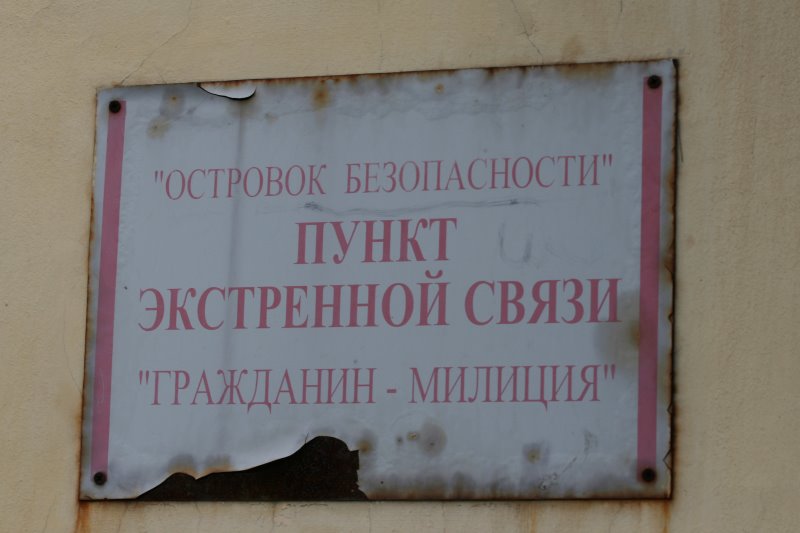 "ОСТРОВОК БЕЗОПАСНОСТИ"
ПУНКТ
ЭКСТРЕННОЙ СВЯЗИ
"ГРАЖДАНИН - МИЛИЦИЯ"